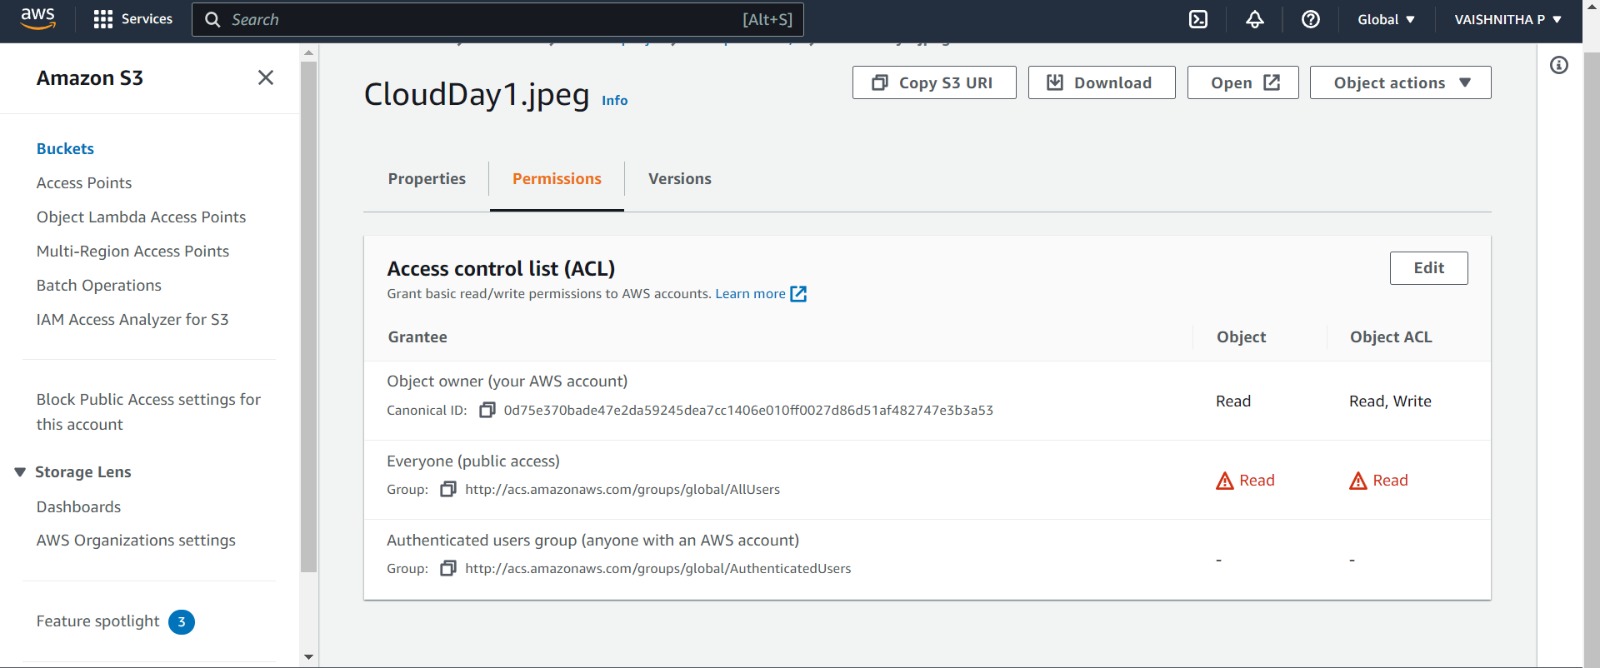 aws Services Search [Alt+S] Global VAISHNITHA P
Amazon S3
Buckets
Access Points
Object Lambda Access Points
Multi-Region Access Points
Batch Operations
IAM Access Analyzer for S3
Block Public Access settings for
this account
Storage Lens
Dashboards
AWS Organizations settings
Feature spotlight 3
CloudDay1.jpeg Info
Copy S3 URI Download Open Object actions
Properties Permissions Versions
Access control list (ACL) Edit
Grant basic read/write permissions to AWS accounts. Learn more
Grantee Object Object ACL
Object owner (your AWS account)
Canonical ID: 0d75e370bade47e2da59245dea7cc1406e010ff0027d86d51af482747e3b3a53
Read Read, Write
Everyone (public access)
Group: http://acs.amazonaws.com/groups/global/AllUsers
Read Read
Authenticated users group (anyone with an AWS account)
Group: http://acs.amazonaws.com/groups/global/AuthenticatedUsers
- -